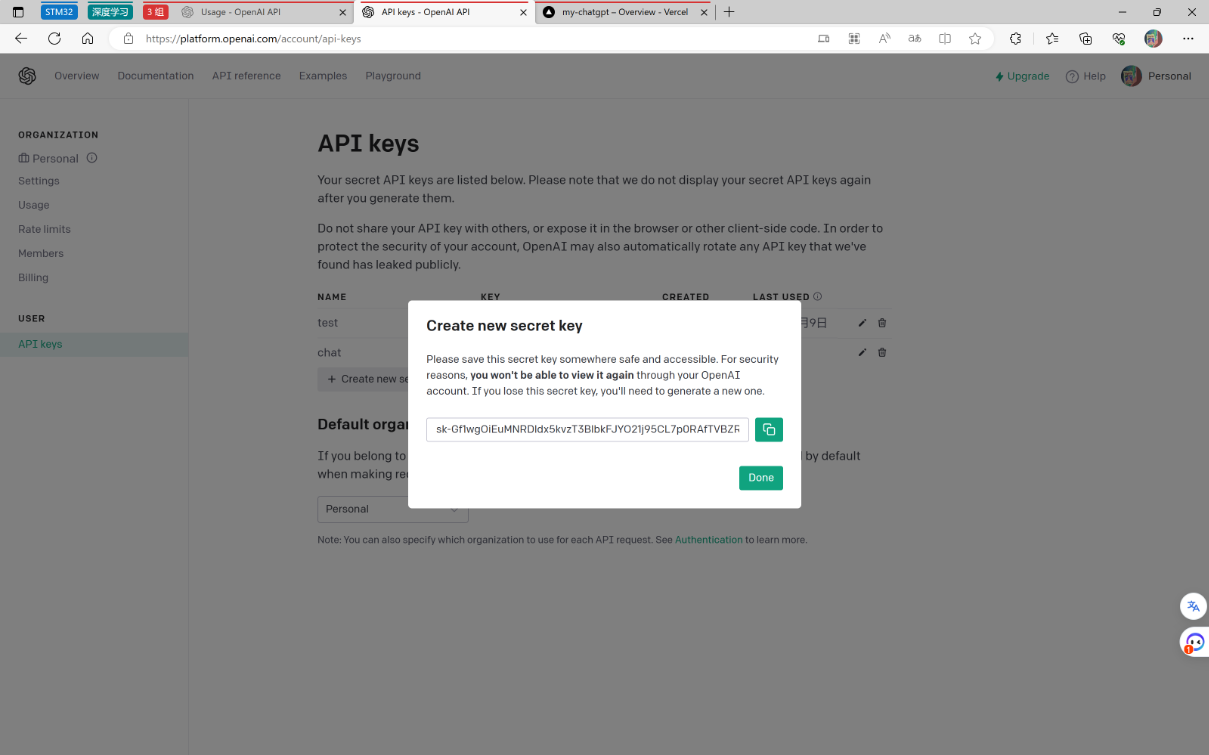 STM32
深度学习
3 组
Usage - OpenAI API
API keys - OpenAI API
my-chatgpt – Overview - Vercel
https://platform.openai.com/account/api-keys
Overview
Documentation
API reference
Examples
Playground
Upgrade
Help
Personal
ORGANIZATION
Personal
Settings
Usage
Rate limits
Members
Billing
USER
API keys
API keys
Your secret API keys are listed below. Please note that we do not display your secret API keys again
after you generate them.
Do not share your API key with others, or expose it in the browser or other client-side code. In order to
protect the security of your account, OpenAI may also automatically rotate any API key that we've
found has leaked publicly.
NAME KEY CREATED LAST USED
test 月9日
chat
+ Create new se
Create new secret key
Please save this secret key somewhere safe and accessible. For security
reasons, you won't be able to view it again through your OpenAI
account. If you lose this secret key, you'll need to generate a new one.
Done
Default organ
If you belong to d by default
when making rec
Personal
Note: You can also specify which organization to use for each API request. See Authentication to learn more.
1